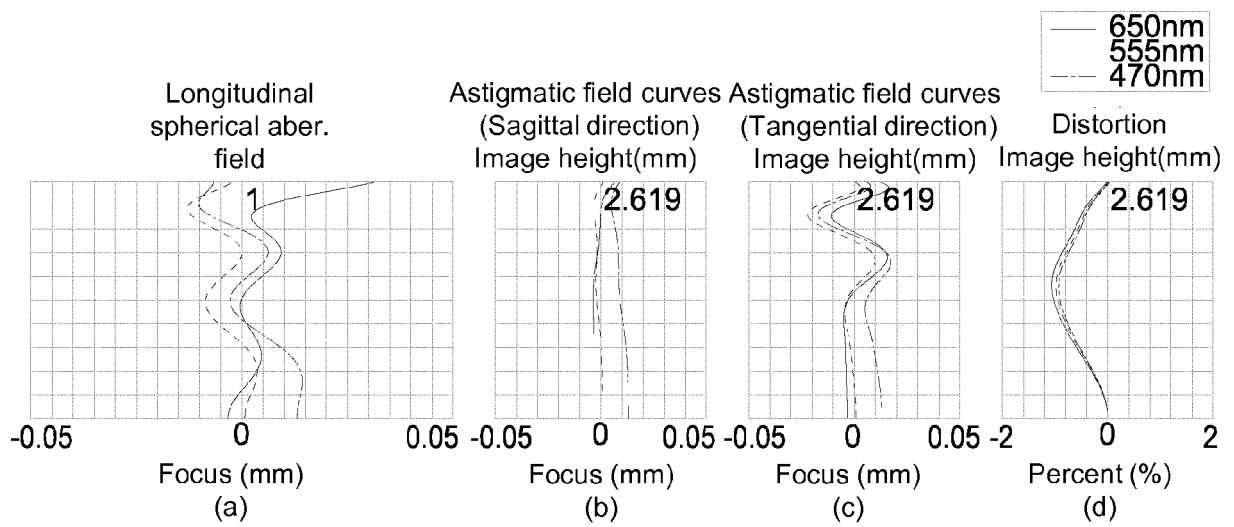 650nm
555nm
470nm
Longitudinal
spherical aber.
field
1
-0.05 0 0.05
Focus (mm)
(a)
Astigmatic field curves
(Sagittal direction)
Image height(mm)
2.619
-0.05 0 0.05
Focus (mm)
(b)
Astigmatic field curves
(Tangential direction)
Image height(mm)
2.619
-0.05 0 0.05
Focus (mm)
(c)
Distortion
Image height(mm)
2.619
-2 0 2
Percent (%)
(d)